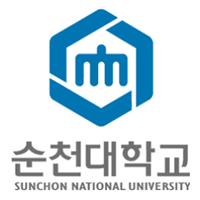 순천대학교
SUNCHON NATIONAL UNIVERSITY